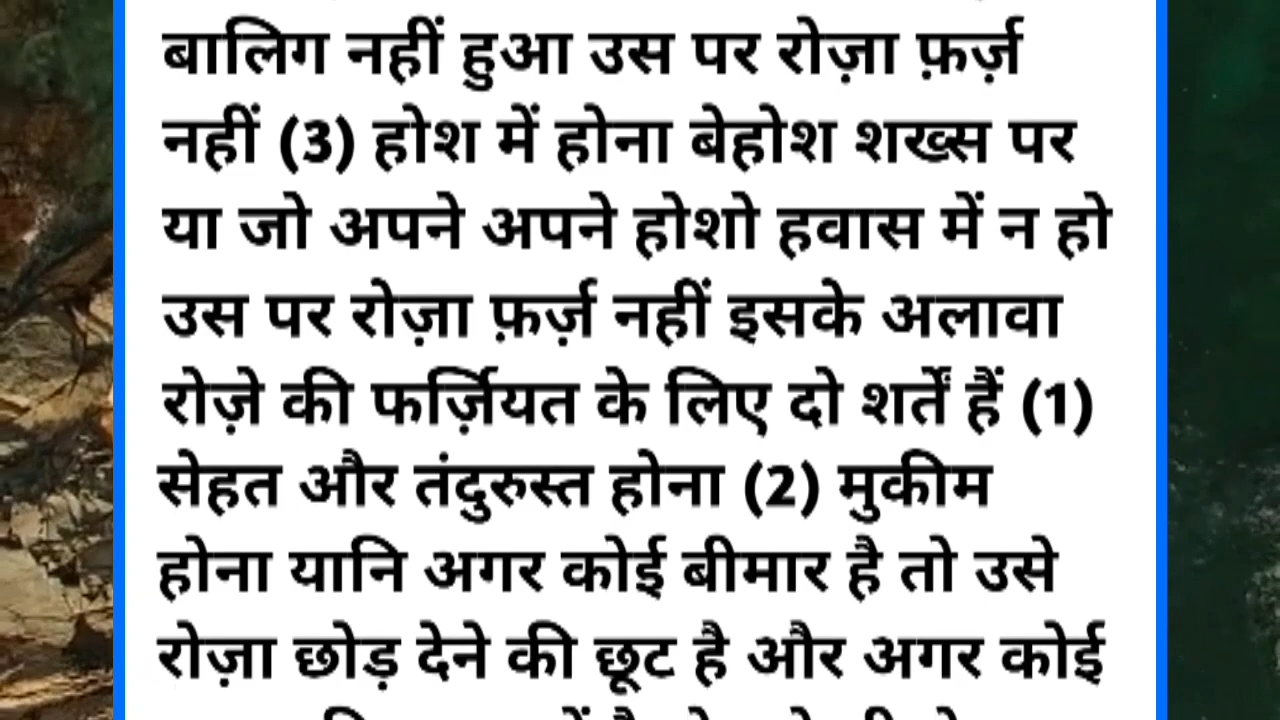 बालिग नहीं हुआ उस पर रोज़ा फ़र्ज़
नहीं (3) होश में होना बेहोश शख्स पर
या जो अपने अपने होशो हवास में न हो
उस पर रोज़ा फ़र्ज़ नहीं इसके अलावा
रोज़े की फर्ज़ियत के लिए दो शर्तें हैं (1)
सेहत और तंदुरुस्त होना (2) मुकीम
होना यानि अगर कोई बीमार है तो उसे
रोज़ा छोड़ देने की छूट है और अगर कोई